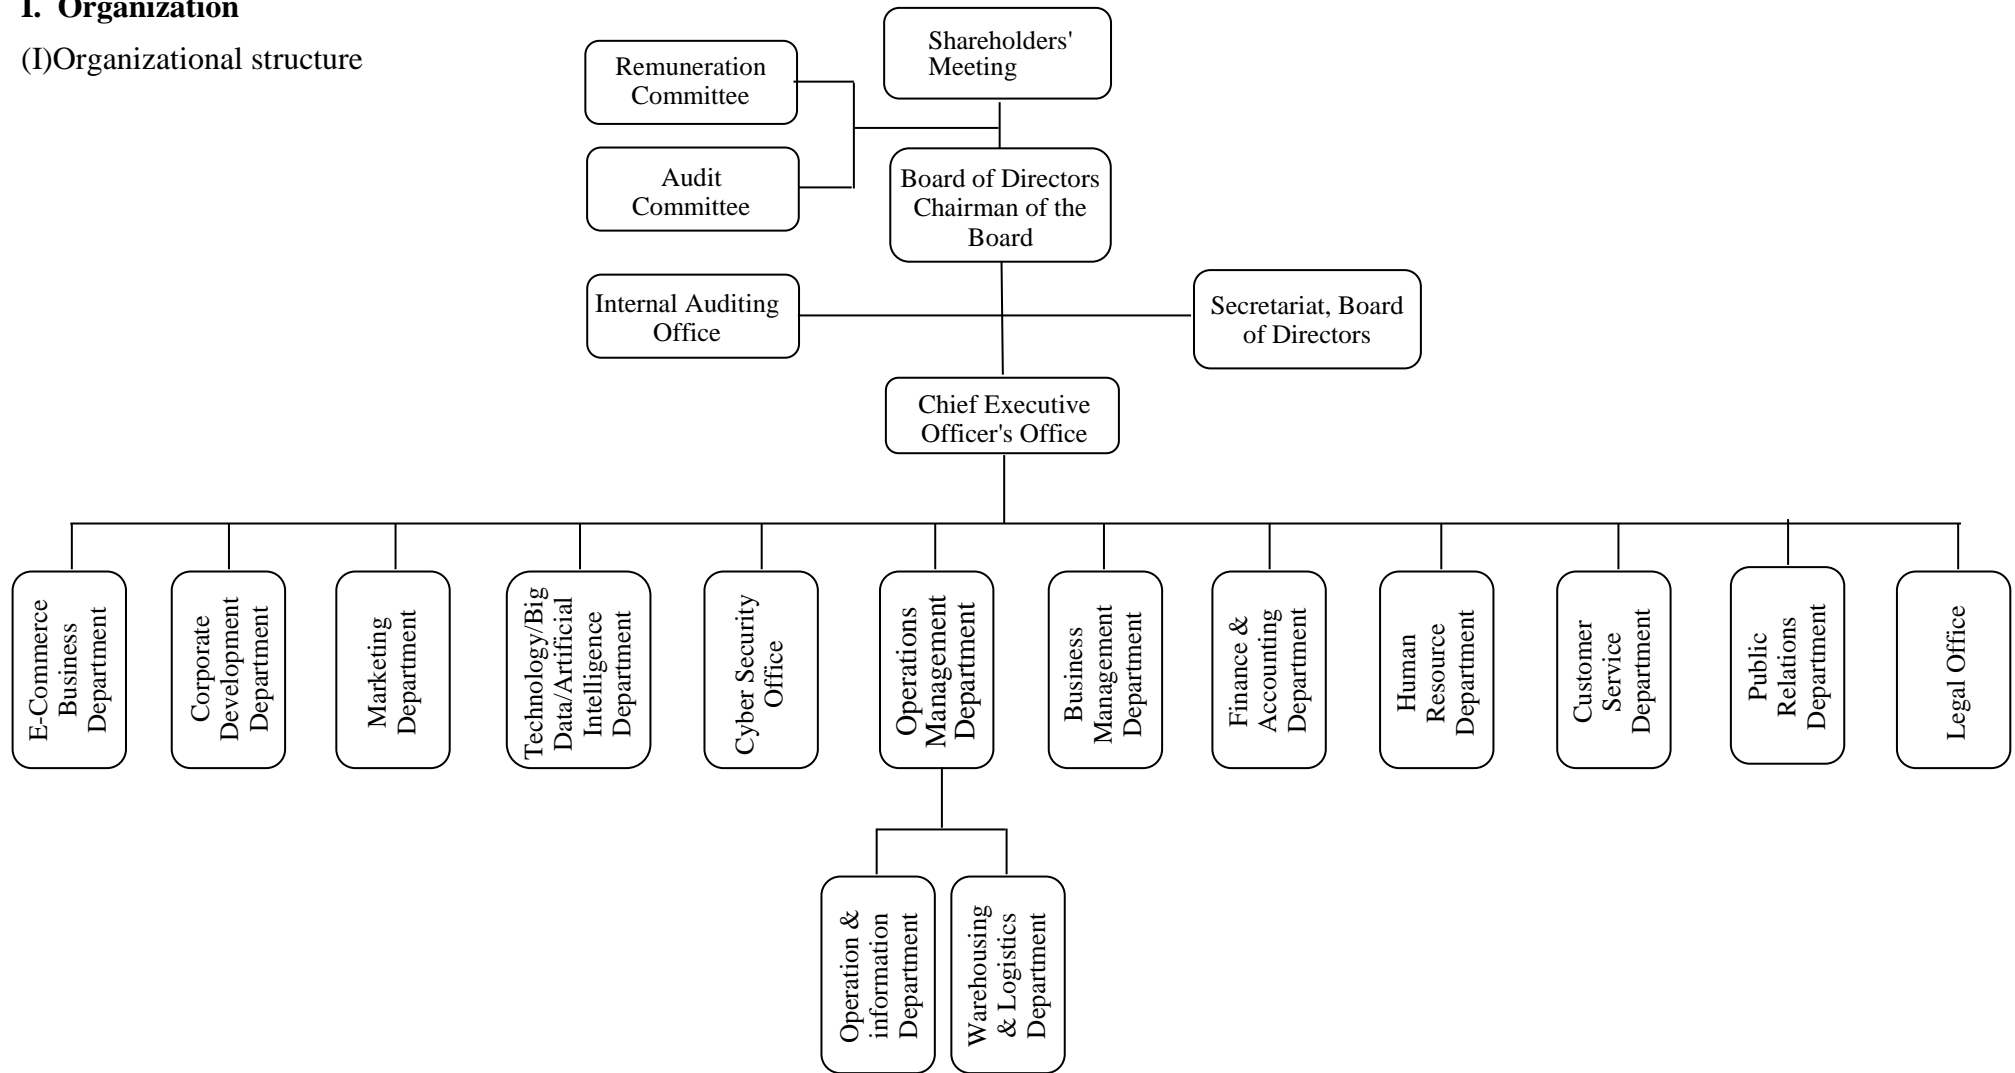 I. Organization
(I)Organizational structure
Shareholders'
Meeting
Remuneration
Committee
Audit
Committee
Board of Directors
Chairman of the
Board
Internal Auditing
Office
Secretariat, Board
of Directors
Chief Executive
Officer's Office
E-Commerce
Business
Department
Corporate
Development
Department
Marketing
Department
Technology/Big
Data/Artificial
Intelligence
Department
Cyber Security
Office
Operations
Management
Department
Business
Management
Department
Finance &
Accounting
Department
Human
Resource
Department
Customer
Service
Department
Public
Relations
Department
Legal Office
Operation &
information
Department
Warehousing
& Logistics
Department